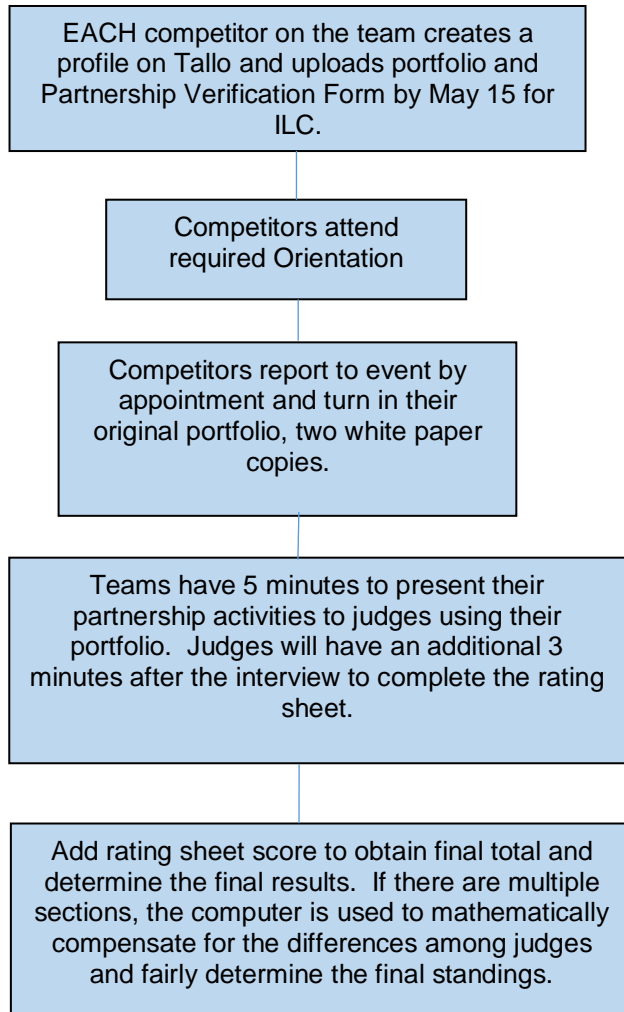 EACH competitor on the team creates a
profile on Tallo and uploads portfolio and
Partnership Verification Form by May 15 for
ILC.
Competitors attend
required Orientation
Competitors report to event by
appointment and turn in their
original portfolio, two white paper
copies.
Teams have 5 minutes to present their
partnership activities to judges using their
portfolio.  Judges will have an additional 3
minutes after the interview to complete the rating
sheet.
Add rating sheet score to obtain final total and
determine the final results.  If there are multiple
sections, the computer is used to mathematically
compensate for the differences among judges
and fairly determine the final standings.